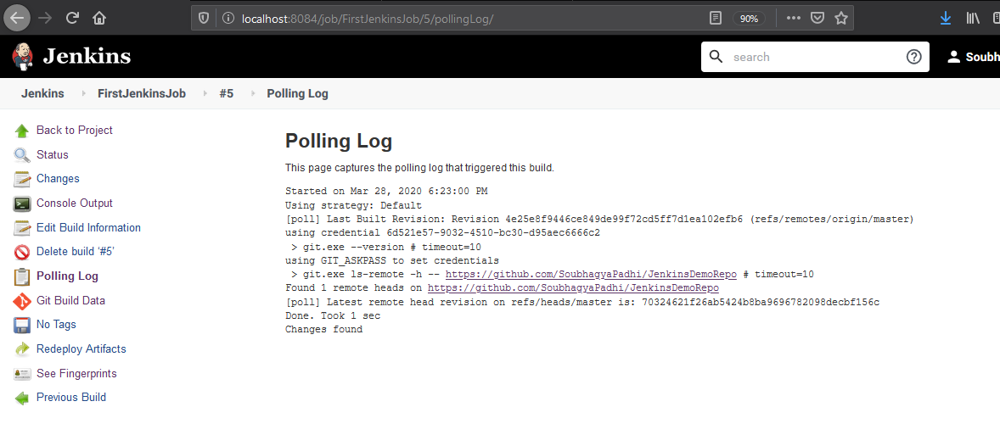 localhost:8084/job/FirstJenkinsJob/5/pollingLog/
90%
Jenkins
search
Soubh
Jenkins
FirstJenkinsJob
#5
Polling Log
Back to Project
Status
Changes
Console Output
Edit Build Information
Delete build ‘#5’
Polling Log
Git Build Data
No Tags
Redeploy Artifacts
See Fingerprints
Previous Build
Polling Log
This page captures the polling log that triggered this build.
Started on Mar 28, 2020 6:23:00 PM
Using strategy: Default
[poll] Last Built Revision: Revision 4e25e8f9446ce849de99f72cd5ff7d1ea102efb6 (refs/remotes/origin/master)
using credential 6d521e57-9032-4510-bc30-d95aec6666c2
> git.exe --version # timeout=10
using GIT_ASKPASS to set credentials
> git.exe ls-remote -h -- https://github.com/SoubhagyaPadhi/JenkinsDemoRepo # timeout=10
Found 1 remote heads on https://github.com/SoubhagyaPadhi/JenkinsDemoRepo
[poll] Latest remote head revision on refs/heads/master is: 70324621f26ab5424b8ba9696782098decbf156c
Done. Took 1 sec
Changes found